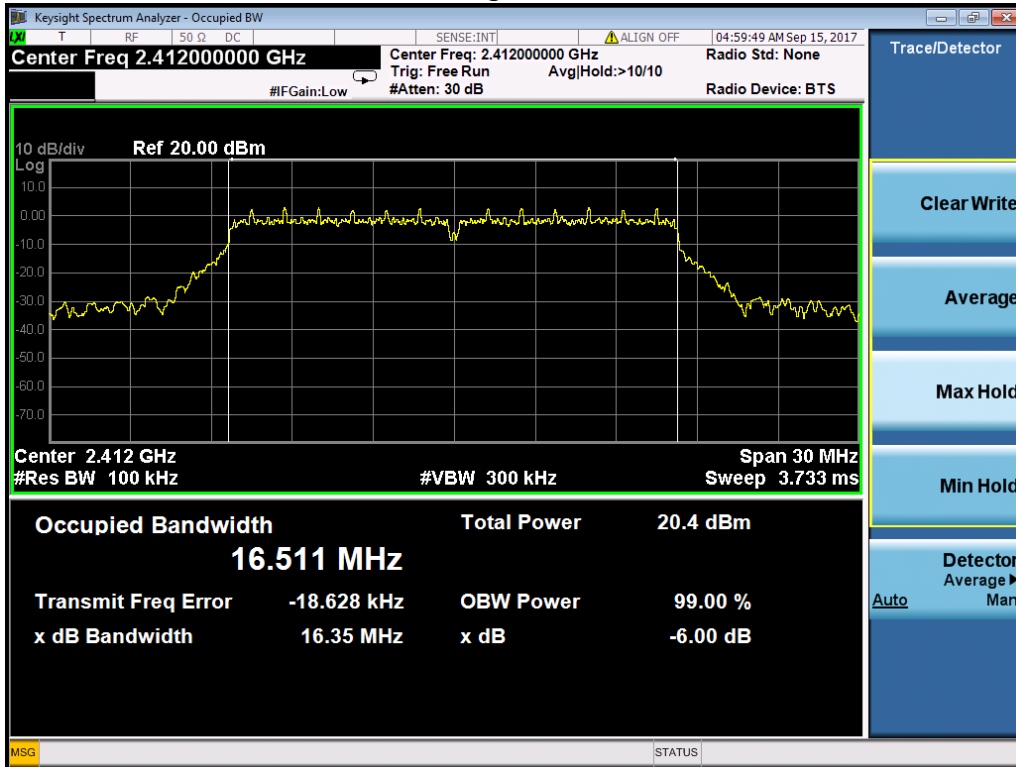 Keysight Spectrum Analyzer - Occupied BW
LXI T RF 50 Ω DC SENSE:INT ALIGN OFF 04:59:49 AM Sep 15, 2017
Center Freq 2.412000000 GHz
Center Freq: 2.412000000 GHz Radio Std: None
Trig: Free Run Avg|Hold:>10/10
#IFGain:Low #Atten: 30 dB Radio Device: BTS
Trace/Detector
10 dB/div Ref 20.00 dBm
Log
10.0
0.00
-10.0
-20.0
-30.0
-40.0
-50.0
-60.0
-70.0
Center 2.412 GHz Span 30 MHz
#Res BW 100 kHz #VBW 300 kHz Sweep 3.733 ms
Occupied Bandwidth Total Power 20.4 dBm
16.511 MHz
Transmit Freq Error -18.628 kHz OBW Power 99.00 %
x dB Bandwidth 16.35 MHz x dB -6.00 dB
Clear Write
Average
Max Hold
Min Hold
Detector
Average
Auto Man
MSG STATUS